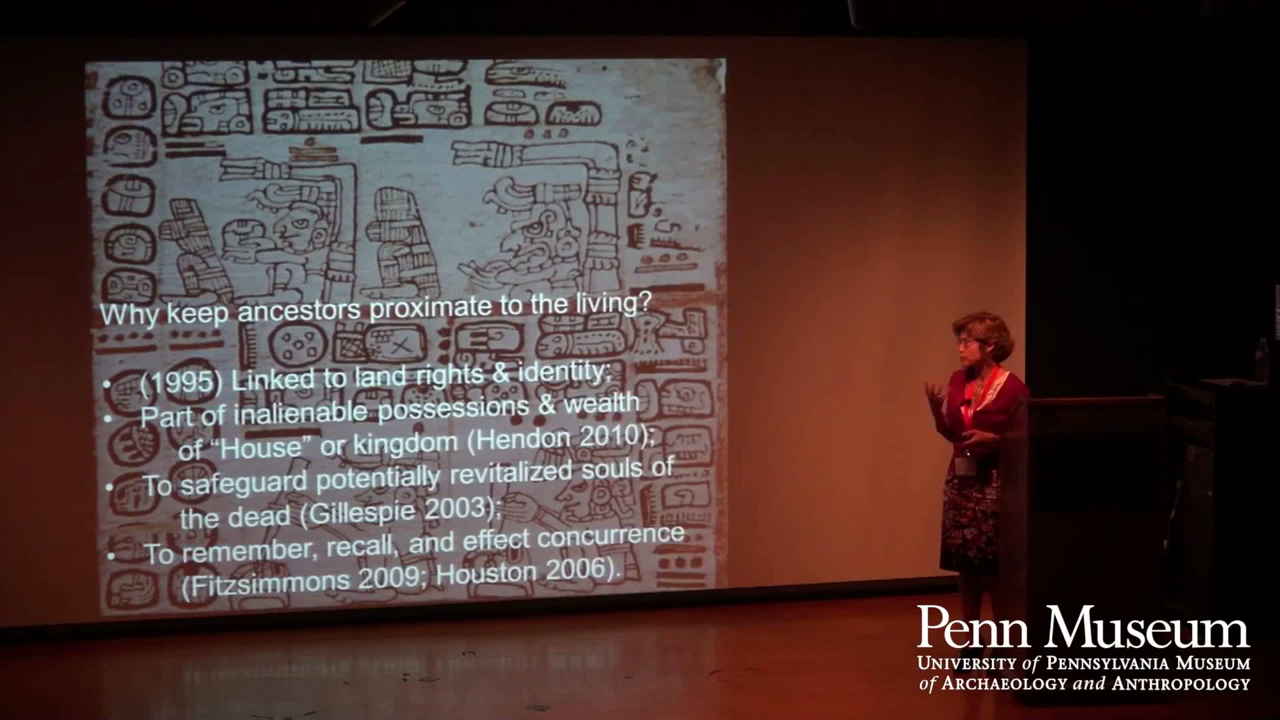 Why keep ancestors proximate to the living?
• (1995) Linked to land rights & identity;
• Part of inalienable possessions & wealth
of “House” or kingdom (Hendon 2010);
• To safeguard potentially revitalized souls of
the dead (Gillespie 2003);
• To remember, recall, and effect concurrence
(Fitzsimmons 2009; Houston 2006).
Penn Museum
UNIVERSITY of PENNSYLVANIA MUSEUM
of ARCHAEOLOGY and ANTHROPOLOGY